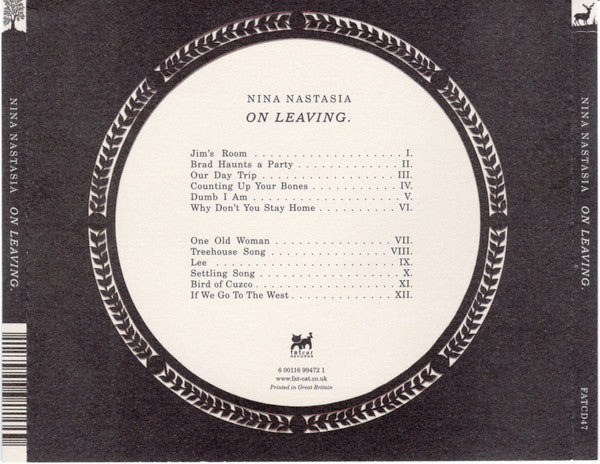 NINA NASTASIA
ON LEAVING.
Jim's Room . . . . . . . . . . . . . . . . . . . . I.
Brad Haunts a Party . . . . . . . . . . . . . . II.
Our Day Trip . . . . . . . . . . . . . . . . . . . III.
Counting Up Your Bones . . . . . . . . . . IV.
Dumb I Am . . . . . . . . . . . . . . . . . . . . V.
Why Don't You Stay Home . . . . . . . . . VI.
One Old Woman . . . . . . . . . . . . . . . . VII.
Treehouse Song . . . . . . . . . . . . . . . . VIII.
Lee . . . . . . . . . . . . . . . . . . . . . . . . . IX.
Settling Song . . . . . . . . . . . . . . . . . . X.
Bird of Cuzco . . . . . . . . . . . . . . . . . . XI.
If We Go To The West . . . . . . . . . . . . XII.
fatcat
RECORDS
6 00116 99472 1
www.fat-cat.co.uk
Printed in Great Britain
NINA NASTASIA ON LEAVING.
NINA NASTASIA ON LEAVING.
FATCD47